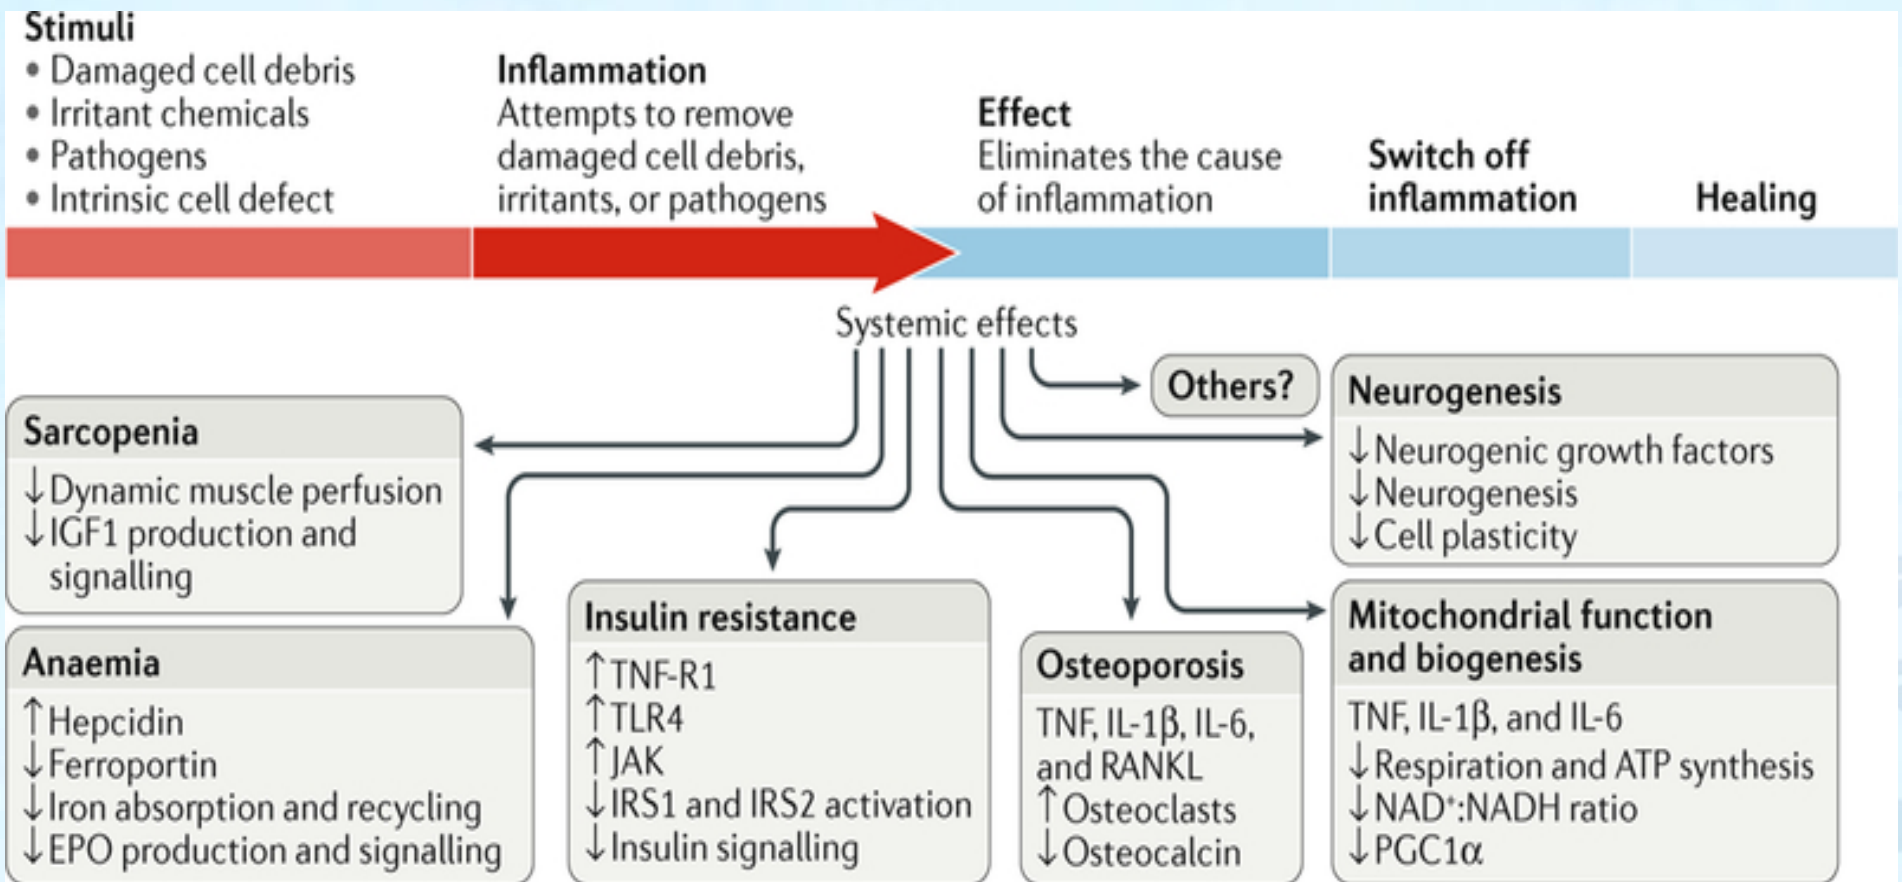 Stimuli
• Damaged cell debris
• Irritant chemicals
• Pathogens
• Intrinsic cell defect
Inflammation
Attempts to remove
damaged cell debris,
irritants, or pathogens
Effect
Eliminates the cause
of inflammation
Switch off
inflammation
Healing
Systemic effects
Others?
Sarcopenia
↓Dynamic muscle perfusion
↓IGF1 production and
signalling
Anaemia
↑Hepcidin
↓Ferroportin
↓Iron absorption and recycling
↓EPO production and signalling
Insulin resistance
↑TNF-R1
↑TLR4
↑JAK
↓IRS1 and IRS2 activation
↓Insulin signalling
Osteoporosis
TNF, IL-1β, IL-6,
and RANKL
↑Osteoclasts
↓Osteocalcin
Neurogenesis
↓Neurogenic growth factors
↓Neurogenesis
↓Cell plasticity
Mitochondrial function
and biogenesis
TNF, IL-1β, and IL-6
↓Respiration and ATP synthesis
↓NAD⁺:NADH ratio
↓PGC1α